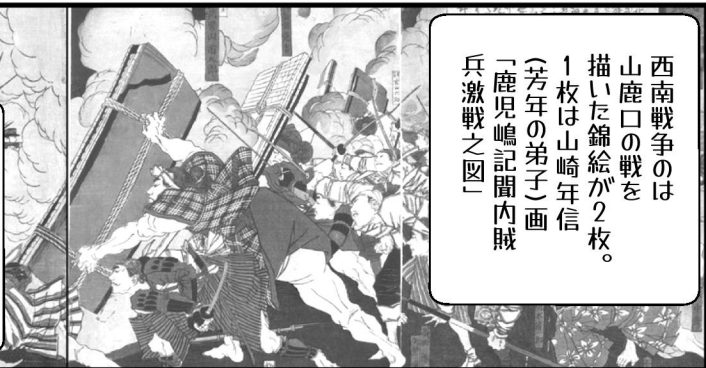 西南戦争のは
山鹿口の戦を
描いた錦絵が2枚。
1枚は山崎年信
(芳年の弟子)画
「鹿児嶋記聞内賊
兵激戦之図」